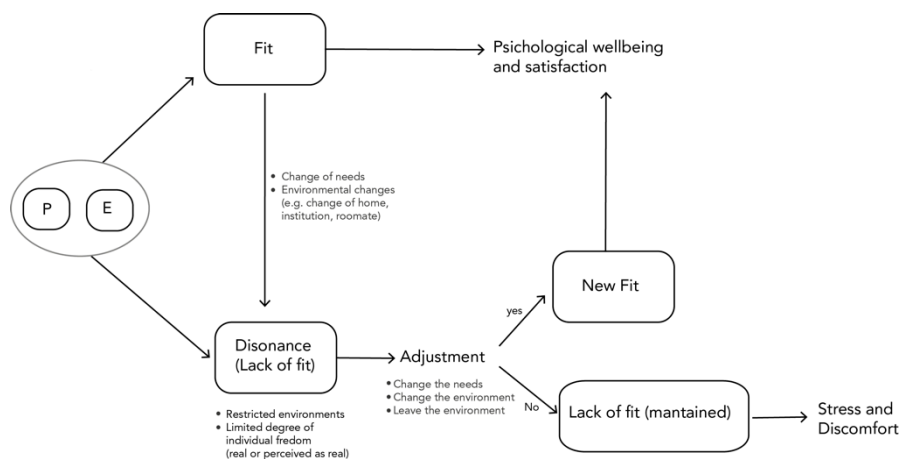 Fit
Psichological wellbeing
and satisfaction
• Change of needs
• Environmental changes
(e.g. change of home,
institution, roomate)
P
E
New Fit
yes
Disonance
(Lack of fit)
Adjustment
• Change the needs
• Change the environment
• Leave the environment
No
Lack of fit (mantained)
Stress and
Discomfort
• Restricted environments
• Limited degree of
individual fredom
(real or perceived as real)